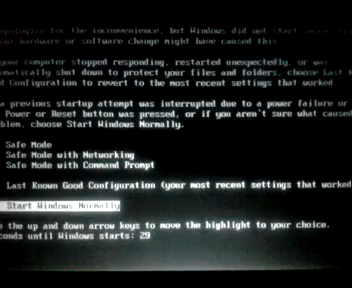 for the inconvenience, but Windows did not start
hardware or software change might have caused this.
your computer stopped responding, restarted unexpectedly, or was
omatically shut down to protect your files and folders, choose Last K
d Configuration to revert to the most recent settings that worked.
a previous startup attempt was interrupted due to a power failure or
Power or Reset button was pressed, or if you aren't sure what caused
blem, choose Start Windows Normally.
Safe Mode
Safe Mode with Networking
Safe Mode with Command Prompt
Last Known Good Configuration (your most recent settings that worked
Start Windows Normally
e the up and down arrow keys to move the highlight to your choice.
conds until Windows starts: 29